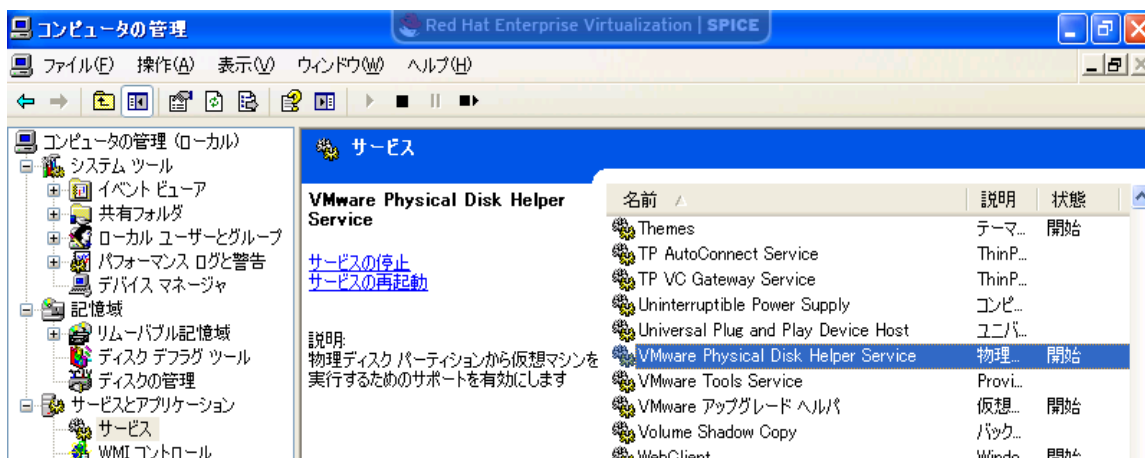 コンピュータの管理
Red Hat Enterprise Virtualization | SPICE
ファイル(F) 操作(A) 表示(V) ウィンドウ(W) ヘルプ(H)
コンピュータの管理 (ローカル)
システム ツール
イベント ビューア
共有フォルダ
ローカル ユーザーとグループ
パフォーマンス ログと警告
デバイス マネージャ
記憶域
リムーバブル記憶域
ディスク デフラグ ツール
ディスクの管理
サービスとアプリケーション
サービス
WMI コントロール
サービス
VMware Physical Disk Helper
Service
サービスの停止
サービスの再起動
説明:
物理ディスク パーティションから仮想マシンを
実行するためのサポートを有効にします
名前 説明 状態
Themes テーマ... 開始
TP AutoConnect Service ThinP...
TP VC Gateway Service ThinP...
Uninterruptible Power Supply コンピ...
Universal Plug and Play Device Host ユニバ...
VMware Physical Disk Helper Service 物理... 開始
VMware Tools Service Provi...
VMware アップグレード ヘルパ 仮想... 開始
Volume Shadow Copy バック...
WebClient Windo... 開始